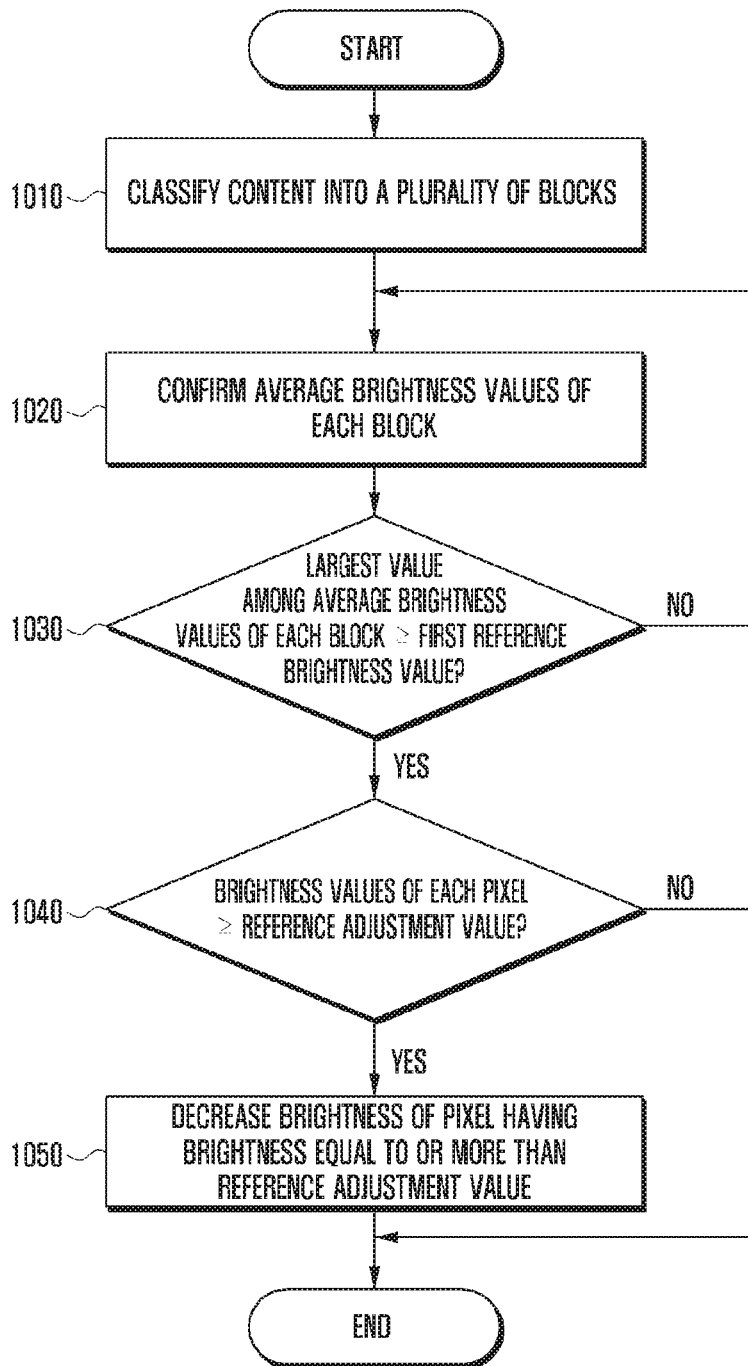 START
1010
CLASSIFY CONTENT INTO A PLURALITY OF BLOCKS
1020
CONFIRM AVERAGE BRIGHTNESS VALUES OF
EACH BLOCK
1030
LARGEST VALUE
AMONG AVERAGE BRIGHTNESS
VALUES OF EACH BLOCK ≥ FIRST REFERENCE
BRIGHTNESS VALUE?
NO
YES
1040
BRIGHTNESS VALUES OF EACH PIXEL
≥ REFERENCE ADJUSTMENT VALUE?
NO
YES
1050
DECREASE BRIGHTNESS OF PIXEL HAVING
BRIGHTNESS EQUAL TO OR MORE THAN
REFERENCE ADJUSTMENT VALUE
END